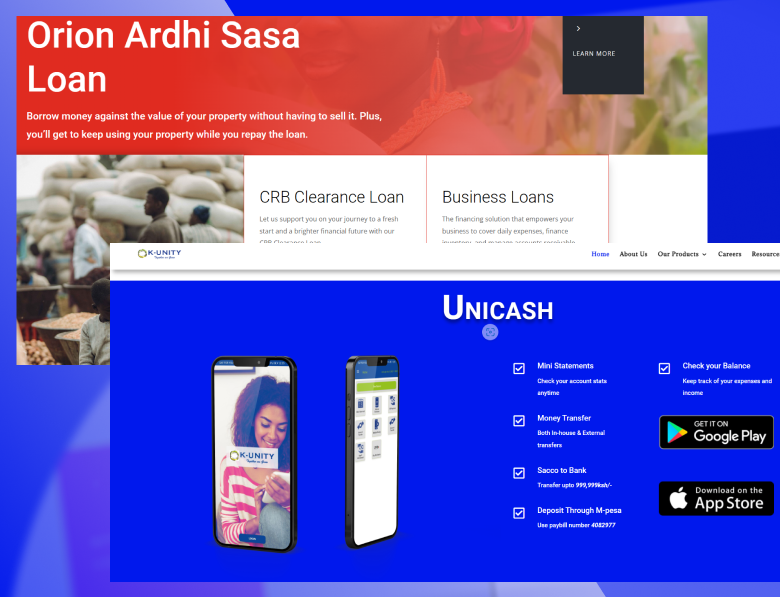 Orion Ardhi Sasa
Loan
Borrow money against the value of your property without having to sell it. Plus,
you'll get to keep using your property while you repay the loan.
LEARN MORE
CRB Clearance Loan
Let us support you on your journey to a fresh
start and a brighter financial future with our
CRB Clearance Loan
Business Loans
The financing solution that empowers your
business to cover daily expenses, finance
inventory, and manage accounts receivable
K-UNITY
Together we Grow
Home About Us Our Products Careers Resource
UNICASH
K-UNITY
Together we Grow
Mini Statements
Check your account stats
anytime
Money Transfer
Both In-house & External
transfers
Sacco to Bank
Transfer upto 999,999ksh/-
Deposit Through M-pesa
Use paybill number 4082977
Check your Balance
Keep track of your expenses and
income
GET IT ON
Google Play
Download on the
App Store